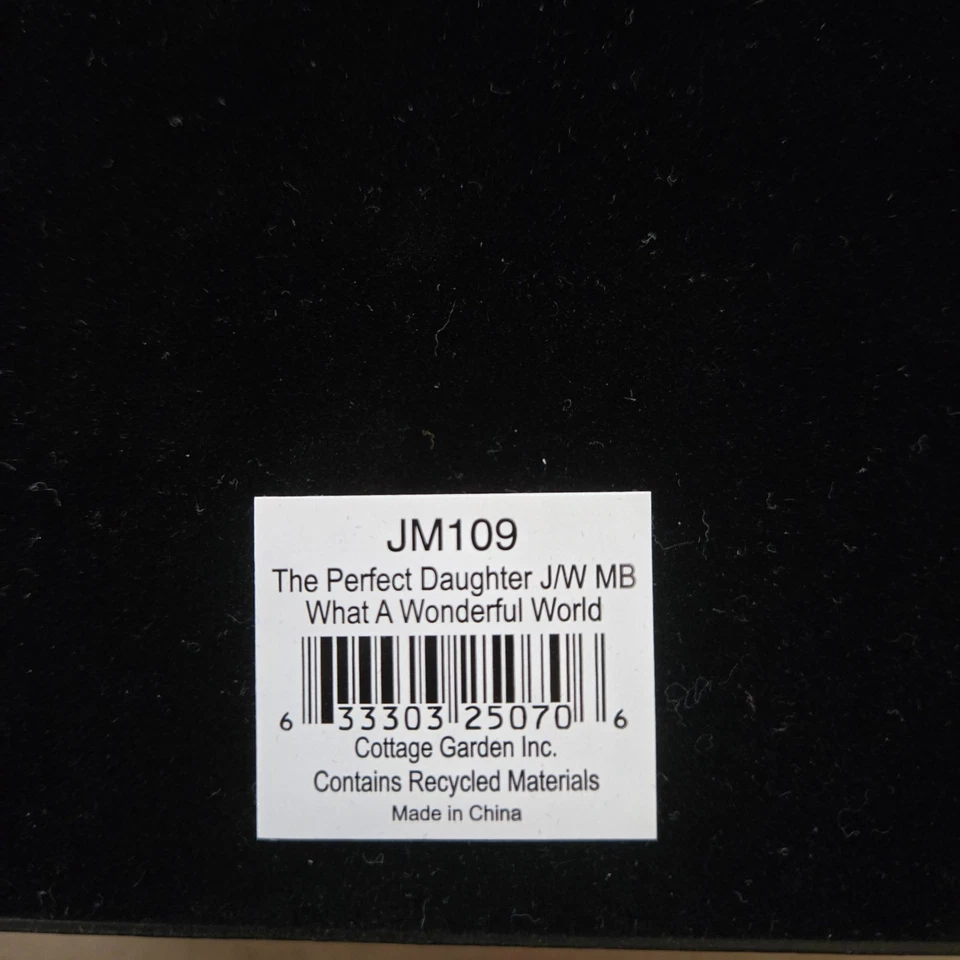 JM109
The Perfect Daughter J/W MB
What A Wonderful World
6 33303 25070 6
Cottage Garden Inc.
Contains Recycled Materials
Made in China